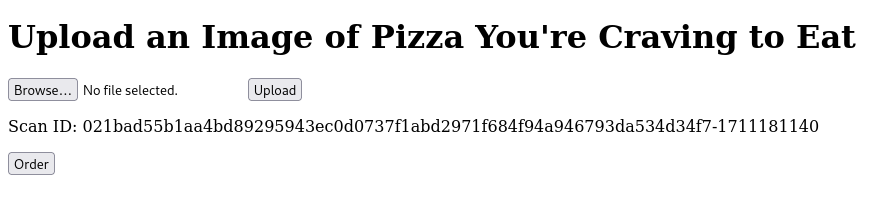 Upload an Image of Pizza You're Craving to Eat
Browse... No file selected. Upload
Scan ID: 021bad55b1aa4bd89295943ec0d0737f1abd2971f684f94a946793da534d34f7-1711181140
Order